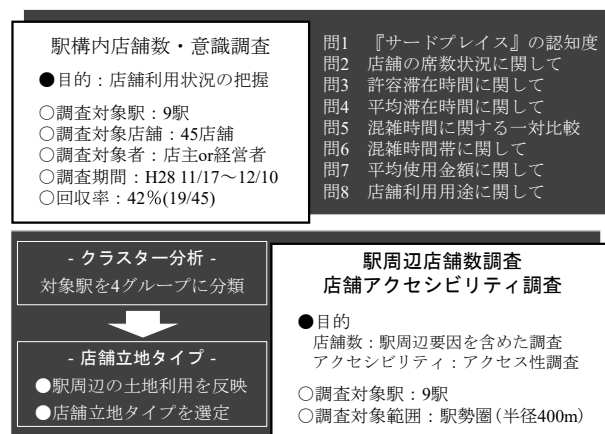 駅構内店舗数・意識調査
●目的：店舗利用状況の把握
○調査対象駅：9駅
○調査対象店舗：45店舗
○調査対象者：店主or経営者
○調査期間：H28 11/17～12/10
○回収率：42%(19/45)
問1 『サードプレイス』の認知度
問2 店舗の席数状況に関して
問3 許容滞在時間に関して
問4 平均滞在時間に関して
問5 混雑時間に関する一対比較
問6 混雑時間帯に関して
問7 平均使用金額に関して
問8 店舗利用用途に関して
- クラスター分析 -
対象駅を4グループに分類
- 店舗立地タイプ -
●駅周辺の土地利用を反映
●店舗立地タイプを選定
駅周辺店舗数調査
店舗アクセシビリティ調査
●目的
店舗数：駅周辺要因を含めた調査
アクセシビリティ：アクセス性調査
○調査対象駅：9駅
○調査対象範囲：駅勢圏(半径400m)